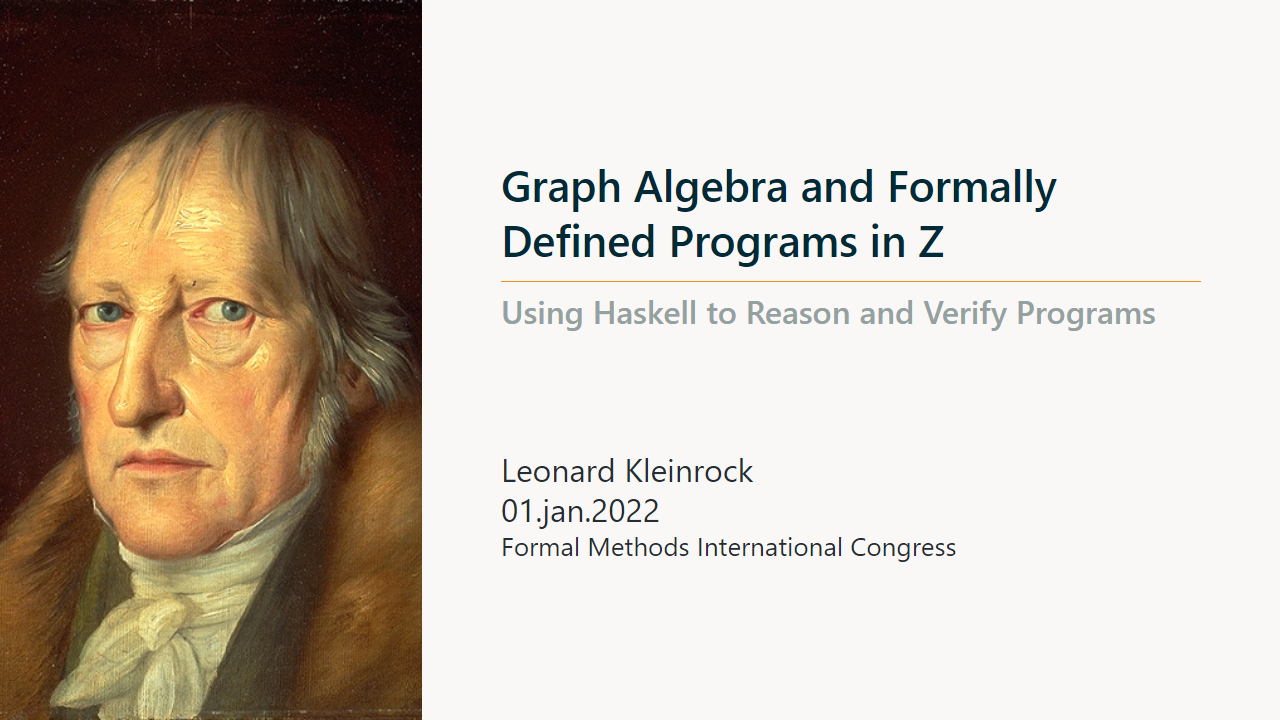 Graph Algebra and Formally
Defined Programs in Z
Using Haskell to Reason and Verify Programs
Leonard Kleinrock
01.jan.2022
Formal Methods International Congress